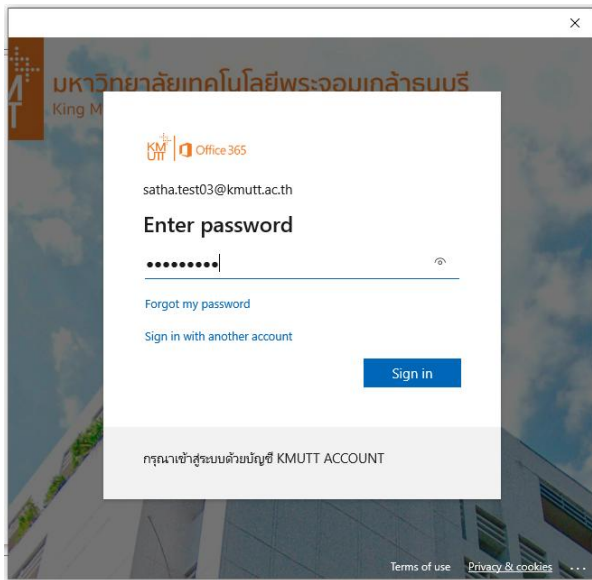 มหาวิทยาลัยเทคโนโลยีพระจอมเกล้าธนบุรี
King M
KM
UTT
Office 365
satha.test03@kmutt.ac.th
Enter password
•••••••••
Forgot my password
Sign in with another account
Sign in
กรุณาเข้าสู่ระบบด้วยบัญชี KMUTT ACCOUNT
Terms of use Privacy & cookies ...